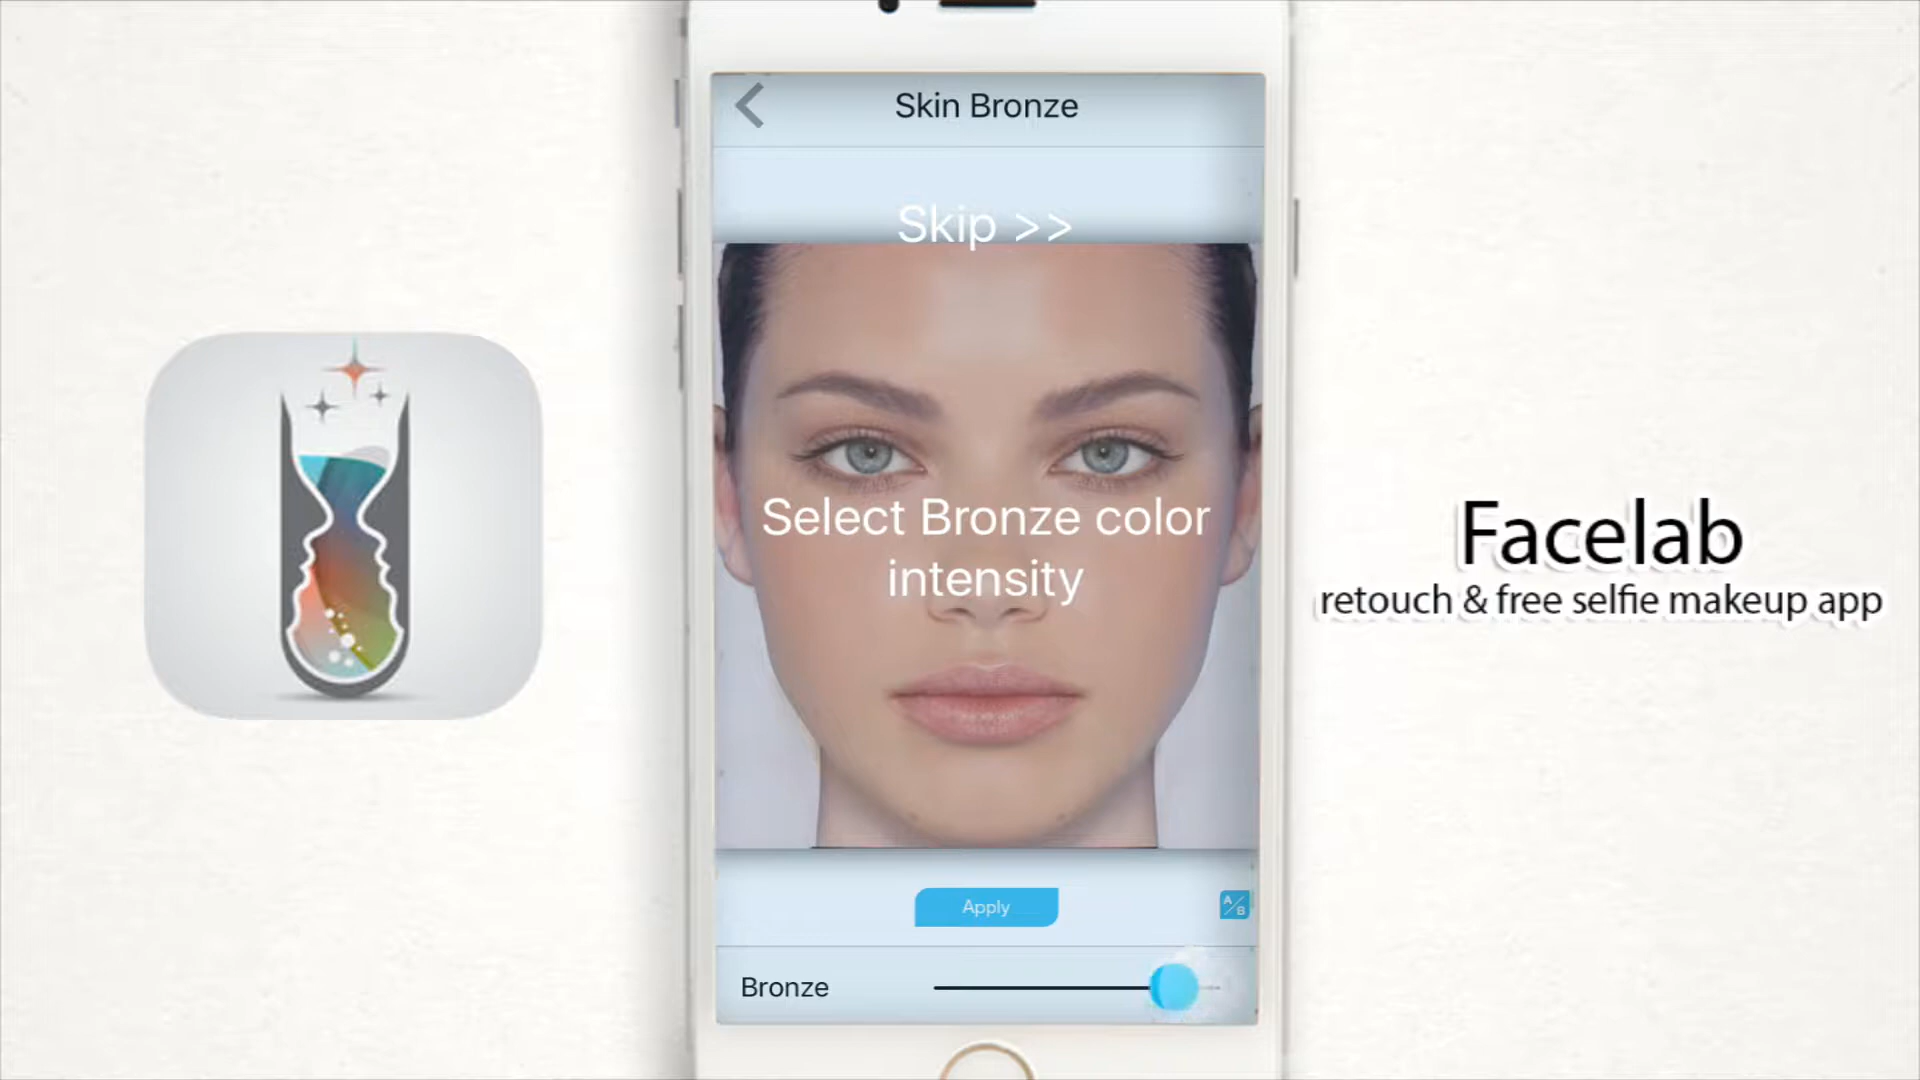 Skin Bronze
Skip >>
Select Bronze color
intensity
Apply
A/B
Bronze
Facelab
retouch & free selfie makeup app